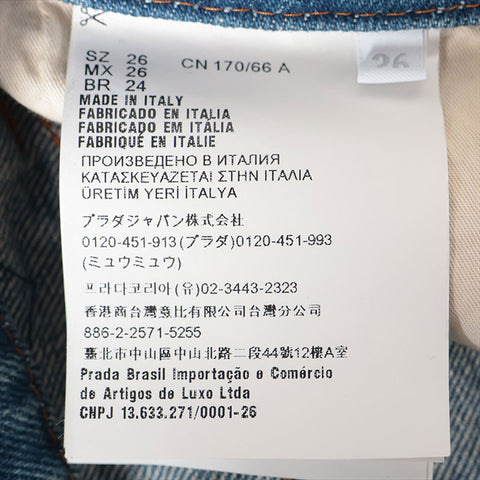 SZ 26 CN 170/66 A 26
MX 26
BR 24
MADE IN ITALY
FABRICADO EN ITALIA
FABRICADO EM ITÁLIA
FABRIQUÉ EN ITALIE
ПРОИЗВЕДЕНО В ИТАЛИЯ
ΚΑΤΑΣΚΕΥΑΖΕΤΑΙ ΣΤΗΝ ΙΤΑΛΙΑ
ÜRETİM YERİ İTALYA
プラダジャパン株式会社
0120-451-913(プラダ)0120-451-993
(ミュウミュウ)
프라다코리아(유)02-3443-2323
香港商台灣意比有限公司台灣分公司
886-2-2571-5255
臺北市中山區中山北路二段44號12樓A室
Prada Brasil Importação e Comércio
de Artigos de Luxo Ltda
CNPJ 13.633.271/0001-26